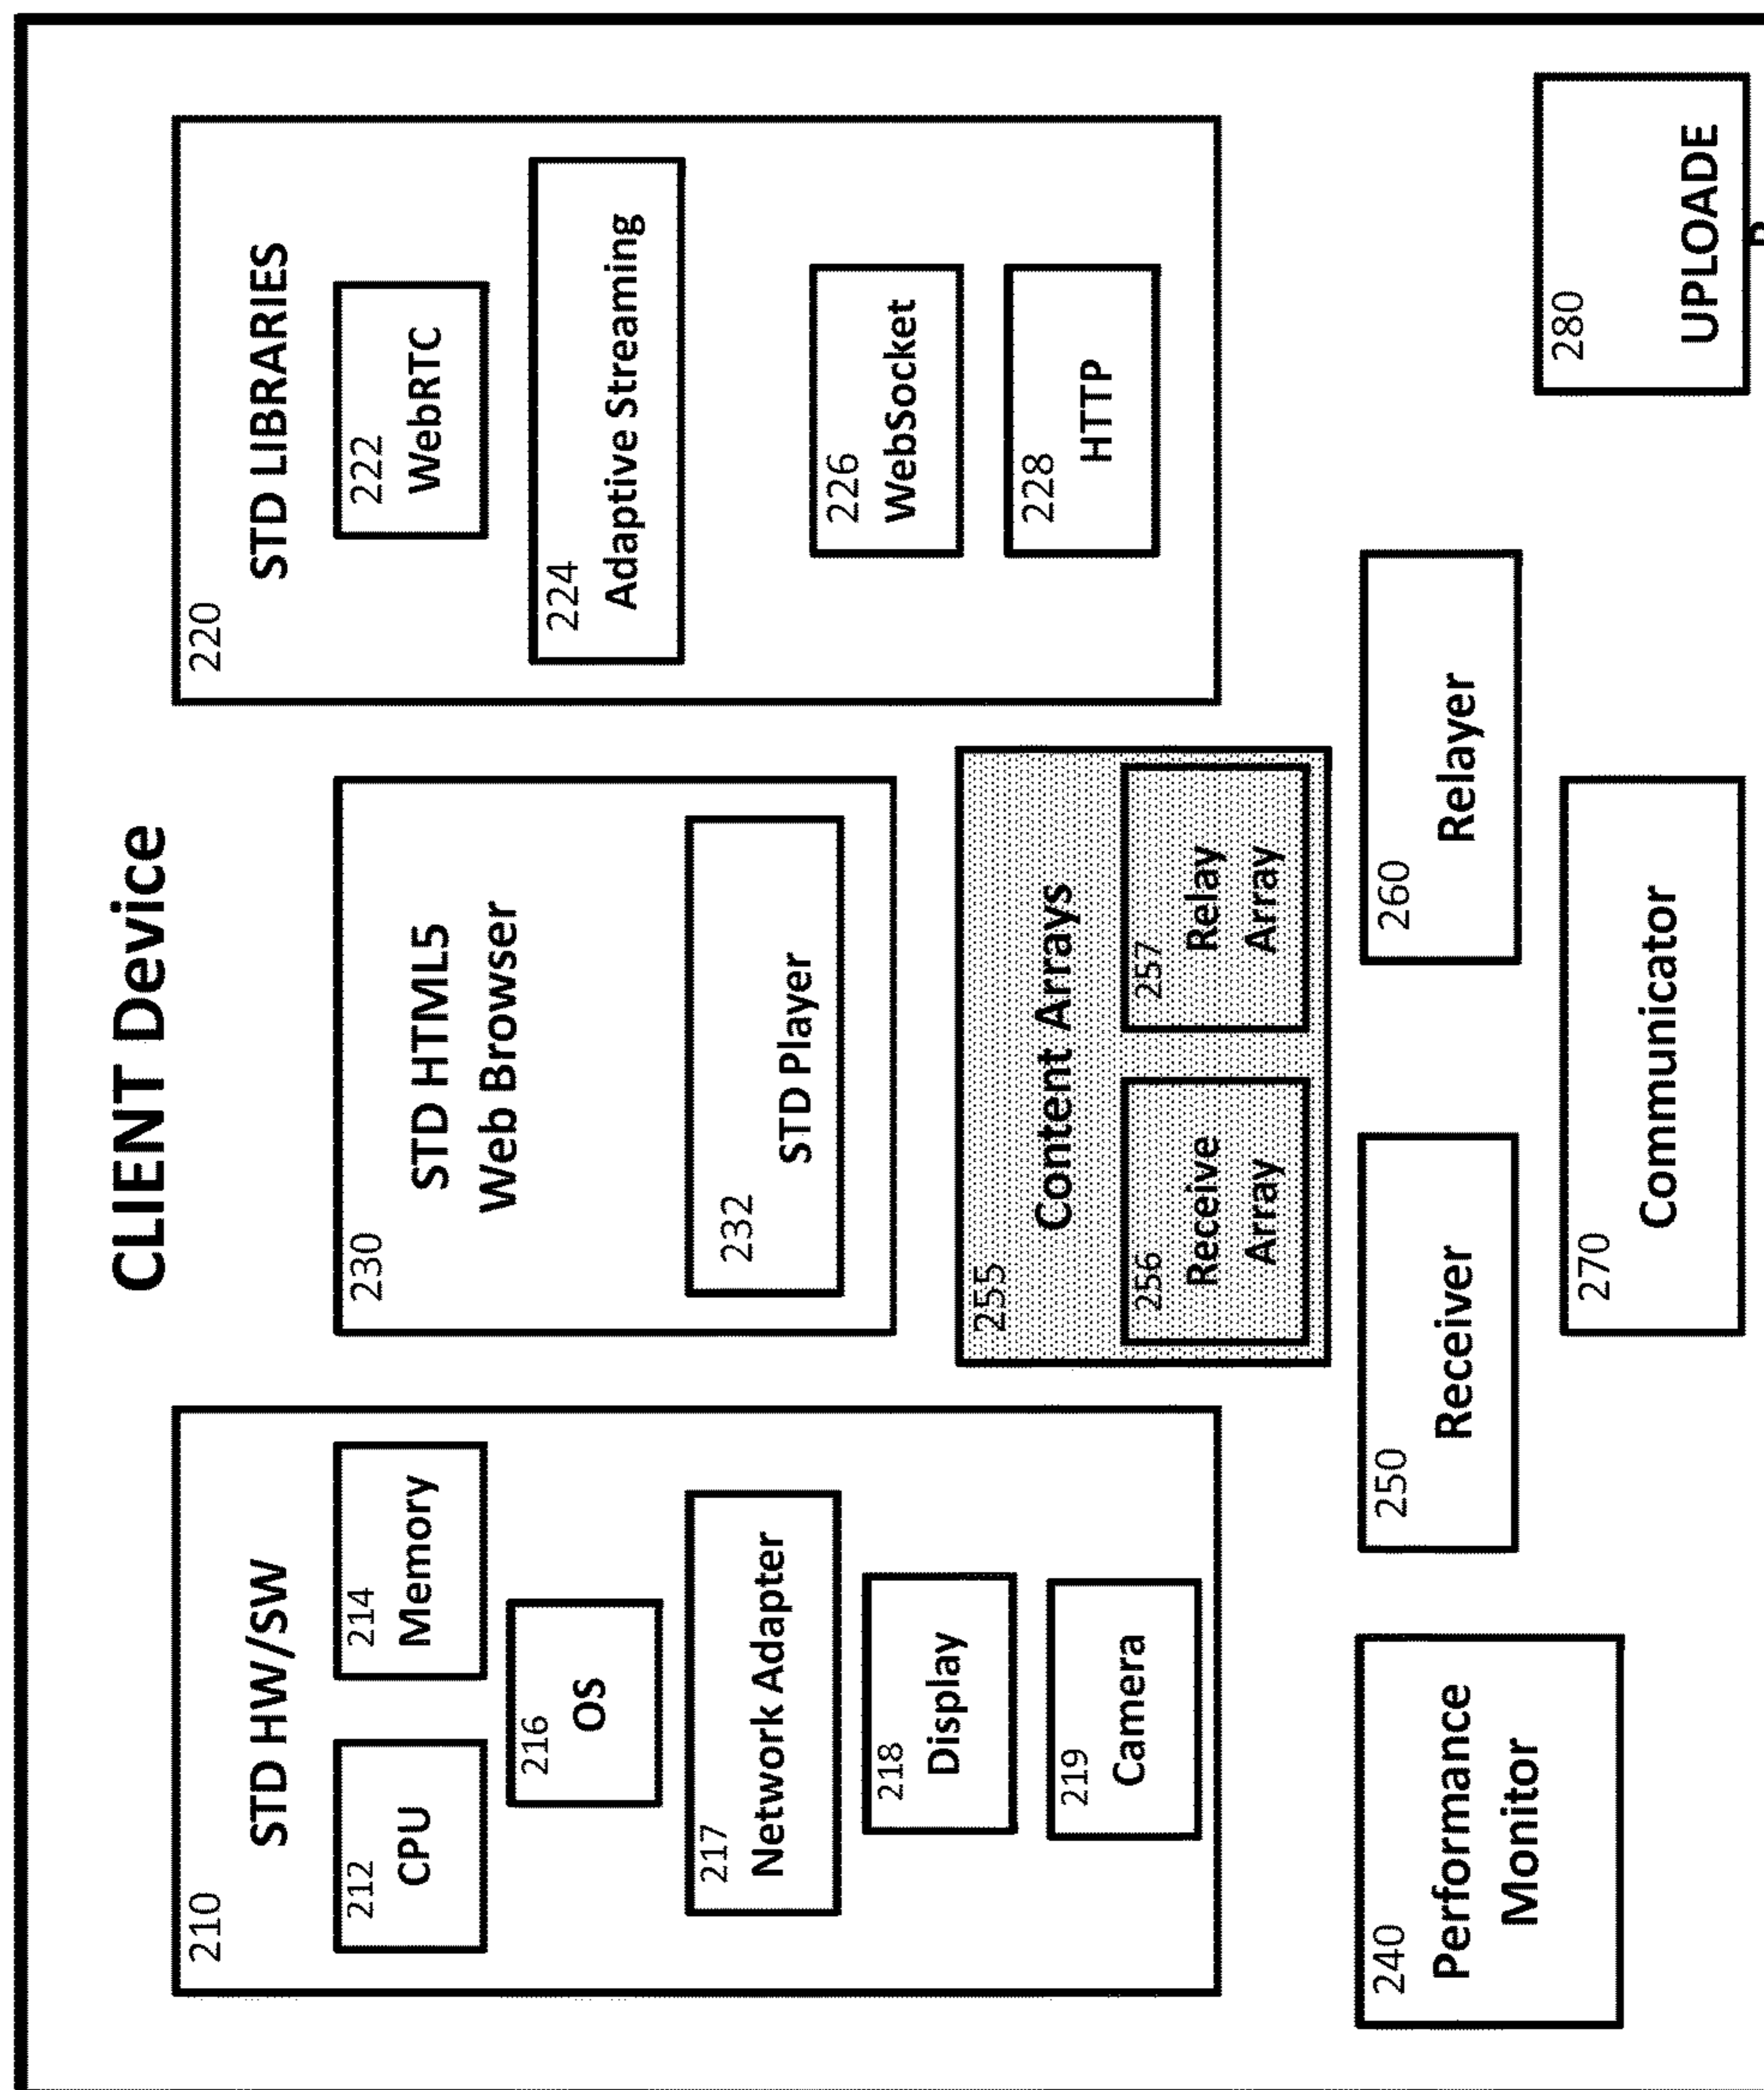 CLIENT Device
210
STD HW/SW
212
CPU
214
Memory
216
OS
217
Network Adapter
218
Display
219
Camera
230
STD HTML5
Web Browser
232
STD Player
220
STD LIBRARIES
222
WebRTC
224
Adaptive Streaming
226
WebSocket
228
HTTP
255
Content Arrays
256
Receive
Array
257
Relay
Array
240
Performance
Monitor
250
Receiver
260
Relayer
270
Communicator
280
UPLOADE